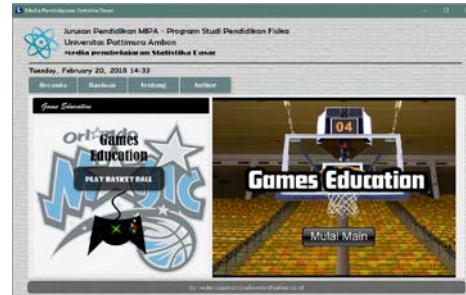 Media Pembelajaran Statistika Dasar
Jurusan Pendidikan MIPA - Program Studi Pendidikan Fisika
Universitas Pattimura Ambon
Media pembelajaran Statistika Dasar
Tuesday, February 20, 2018 14:33
Beranda
Bantuan
Tentang
Author
Game Education
Orlando
Magic
Games
Education
PLAY BASKET BALL
04
Games Education
Mulai Main
by: